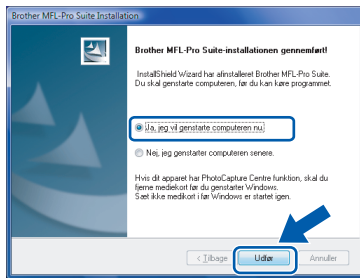 Brother MFL-Pro Suite Installation
Brother MFL-Pro Suite-installationen gennemført!
InstallShield Wizard har afinstalleret Brother MFL-Pro Suite.
Du skal genstarte computeren, før du kan køre programmet.
Ja, jeg vil genstarte computeren nu.
Nej, jeg genstarter computeren senere.
Hvis dit apparat har PhotoCapture Centre funktion, skal du
fjerne mediekort før du genstarter Windows.
Sæt ikke medikort i før Windows er startet igen.
< Tilbage
Udfør
Annuller